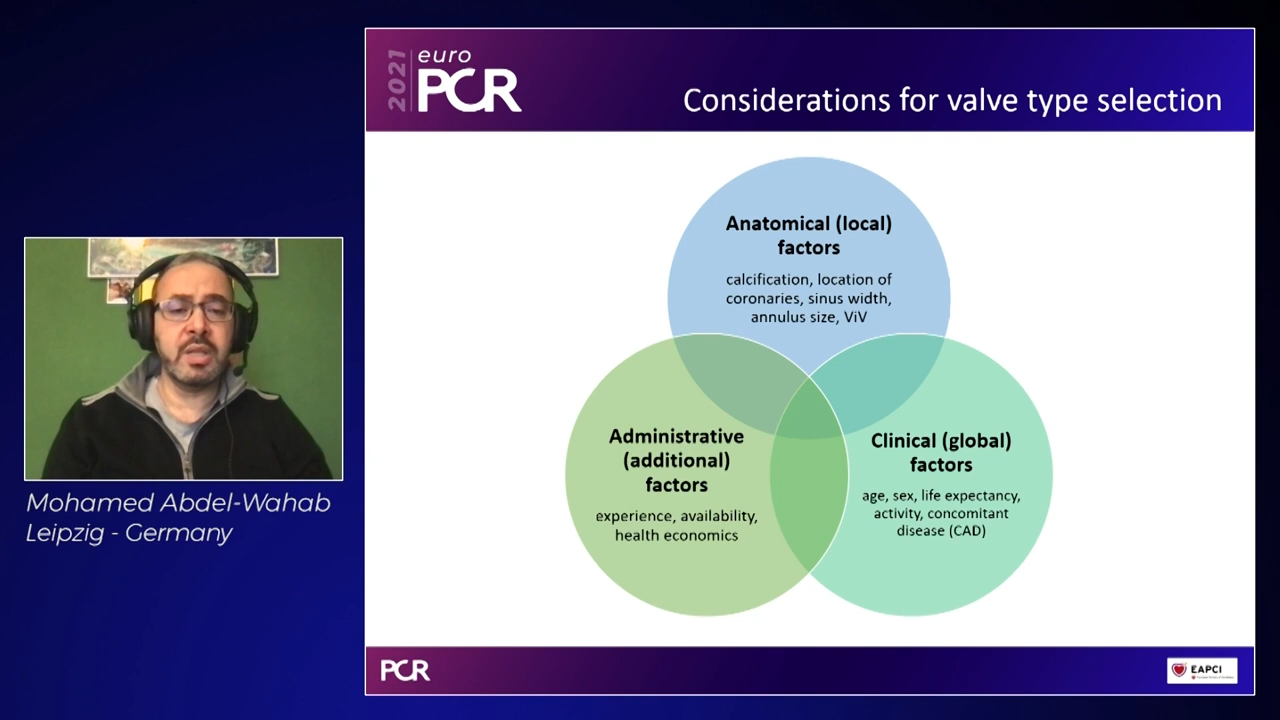 2021
euro
PCR
Considerations for valve type selection
Anatomical (local)
factors
calcification, location of
coronaries, sinus width,
annulus size, ViV
Administrative
(additional)
factors
experience, availability,
health economics
Clinical (global)
factors
age, sex, life expectancy,
activity, concomitant
disease (CAD)
Mohamed Abdel-Wahab
Leipzig - Germany
PCR
EAPCI